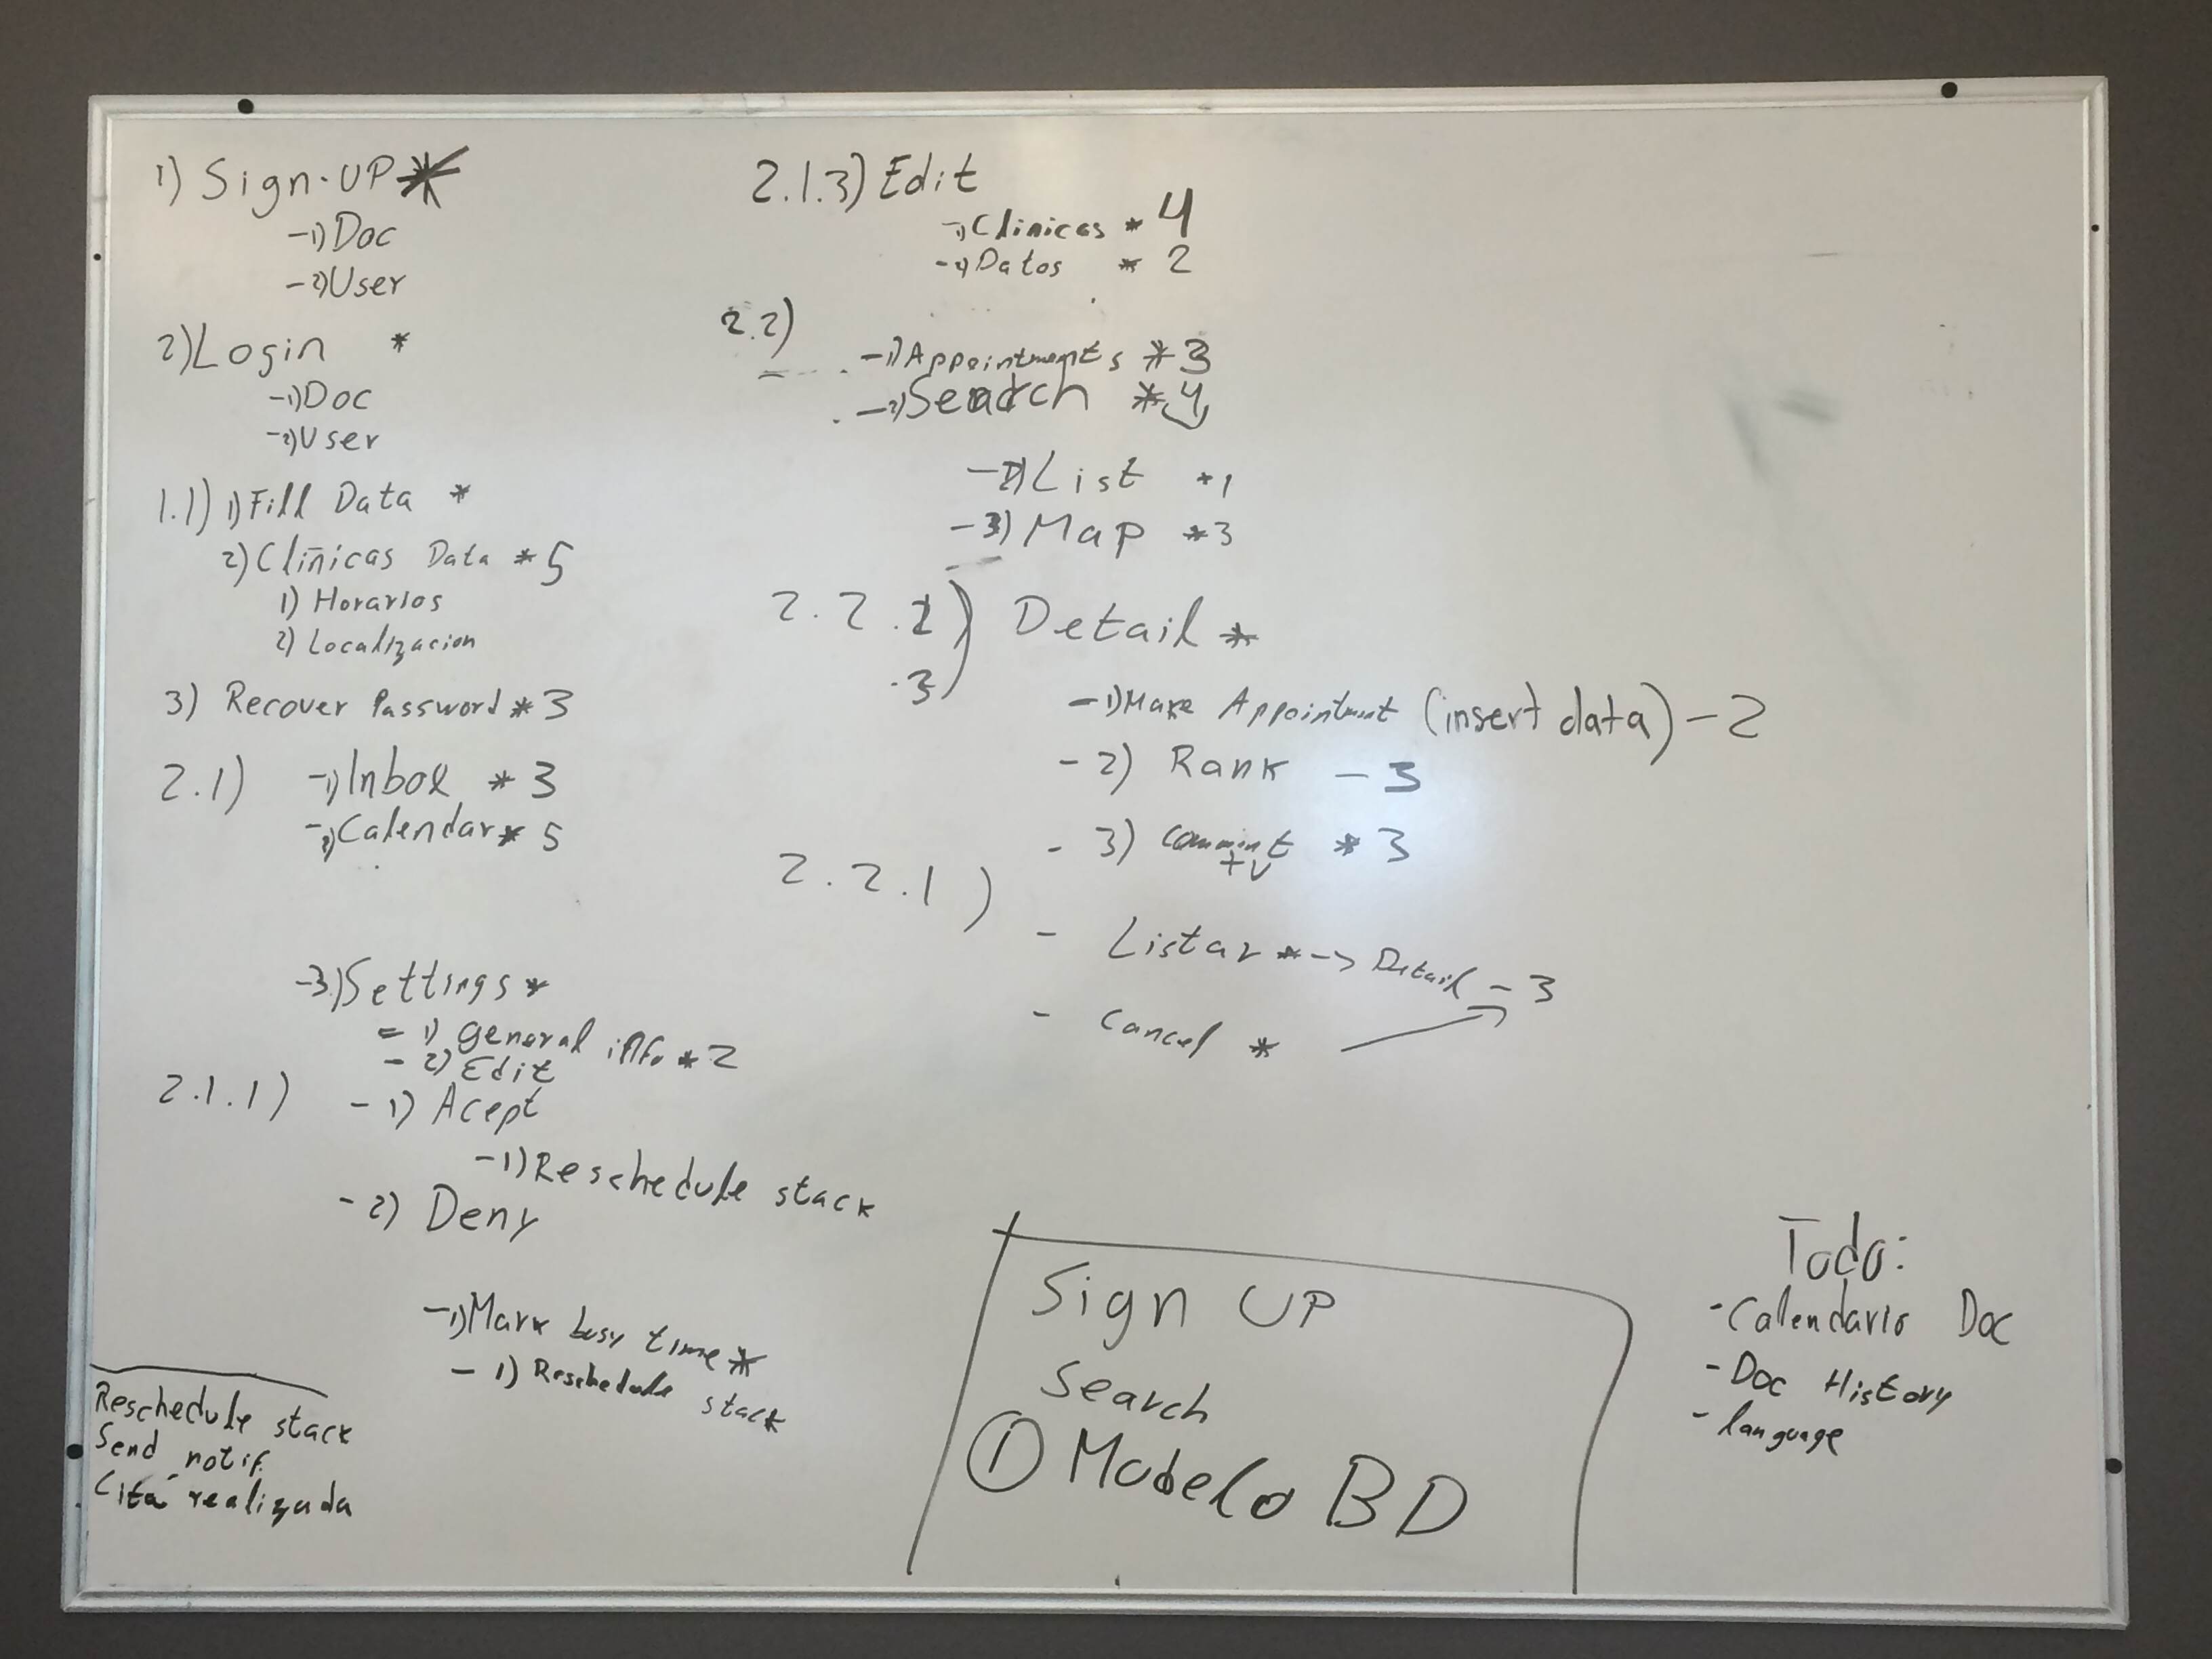 1) Sign-UP *
-1) Doc
-2) User
2) Login *
-1) Doc
-2) User
1.1) 1) Fill Data *
2) Clinicas Data * 5
1) Horarios
2) Localizacion
3) Recover Password * 3
2.1) -1) Inbox * 3
-2) Calendar * 5
-3) Settings *
- 1) general info * 2
- 2) Edit
2.1.1) - 1) Acept
-1) Reschedule stack
- 2) Deny
-1) Mark busy time *
- 1) Reschedule stack
Reschedule stack
Send notif.
Cita realizada
2.1.3) Edit
-1) Clinicas * 4
-2) Datos * 2
2.2)
-1) Appointments * 3
-2) Search * 4
-2) List * 1
-3) Map * 3
2.2.2) Detail *
.3)
-1) Make Appointment (insert data) - 2
- 2) Rank - 3
- 3) comment * 3
2.2.1)
- Listar * -> Detail - 3
- Cancel *
Sign UP
Search
① Modelo BD
Todo:
- Calendario Doc
- Doc History
- language